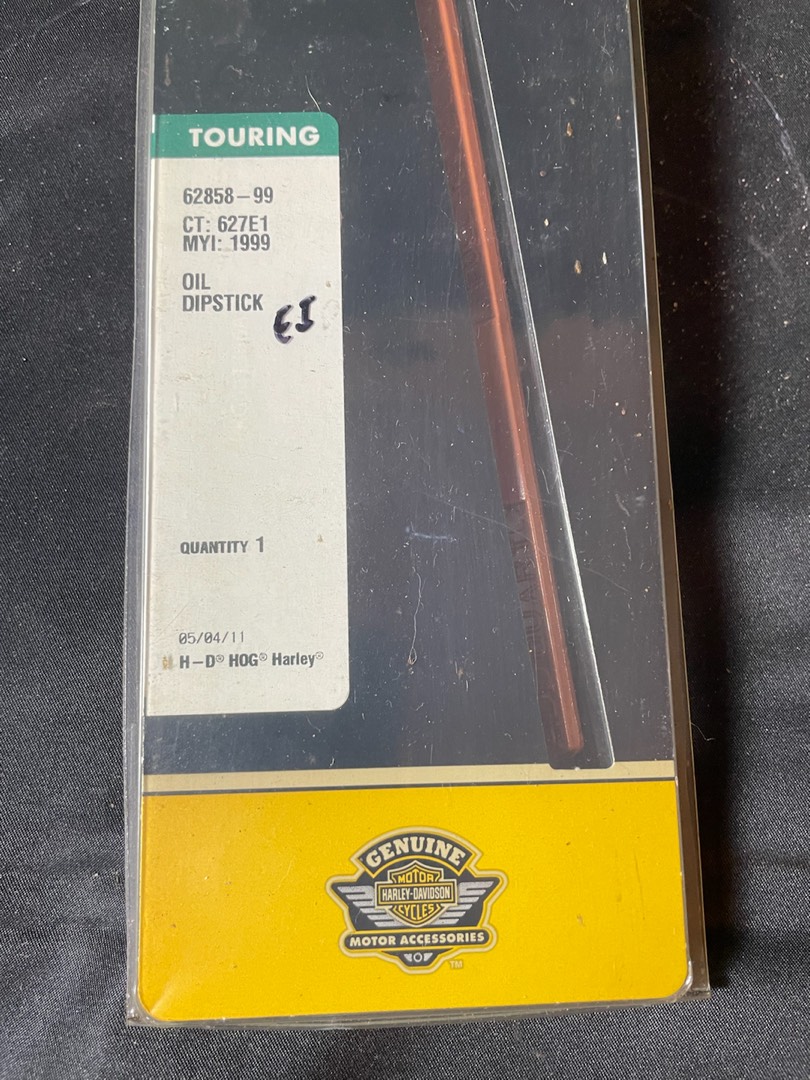 TOURING
62858-99
CT: 627E1
MYI: 1999
OIL
DIPSTICK
QUANTITY 1
05/04/11
H-D® HOG® Harley®
GENUINE
MOTOR
HARLEY-DAVIDSON
CYCLES
MOTOR ACCESSORIES
TM